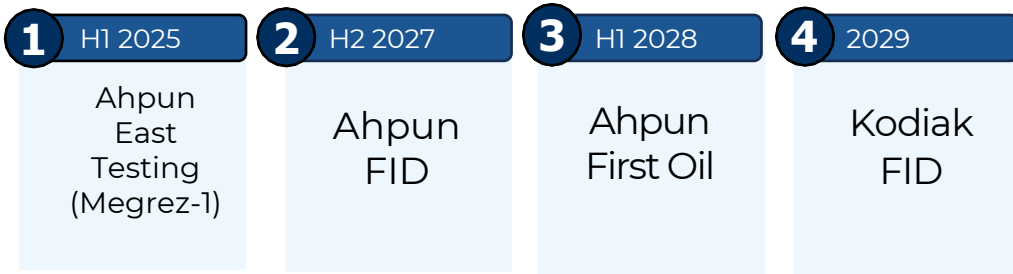 1 H1 2025
Ahpun
East
Testing
(Megrez-1)
2 H2 2027
Ahpun
FID
3 H1 2028
Ahpun
First Oil
4 2029
Kodiak
FID